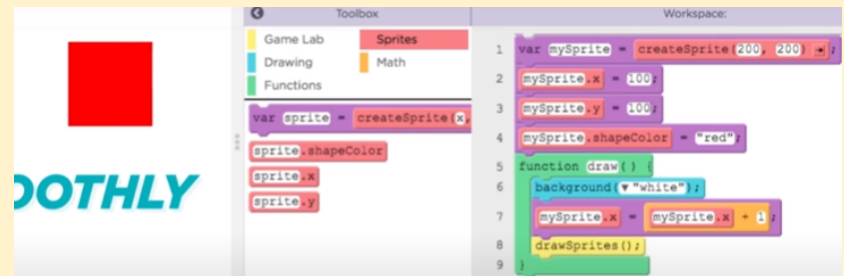 Toolbox
Workspace:
Game Lab
Sprites
Drawing
Math
Functions
var sprite = createSprite(x,
sprite.shapeColor
sprite.x
sprite.y
OOTHLY
1 var mySprite = createSprite(200, 200) ;
2 mySprite.x = 100;
3 mySprite.y = 100;
4 mySprite.shapeColor = "red";
5 function draw() {
6 background(▼"white");
7 mySprite.x = mySprite.x + 1;
8 drawSprites();
9 }